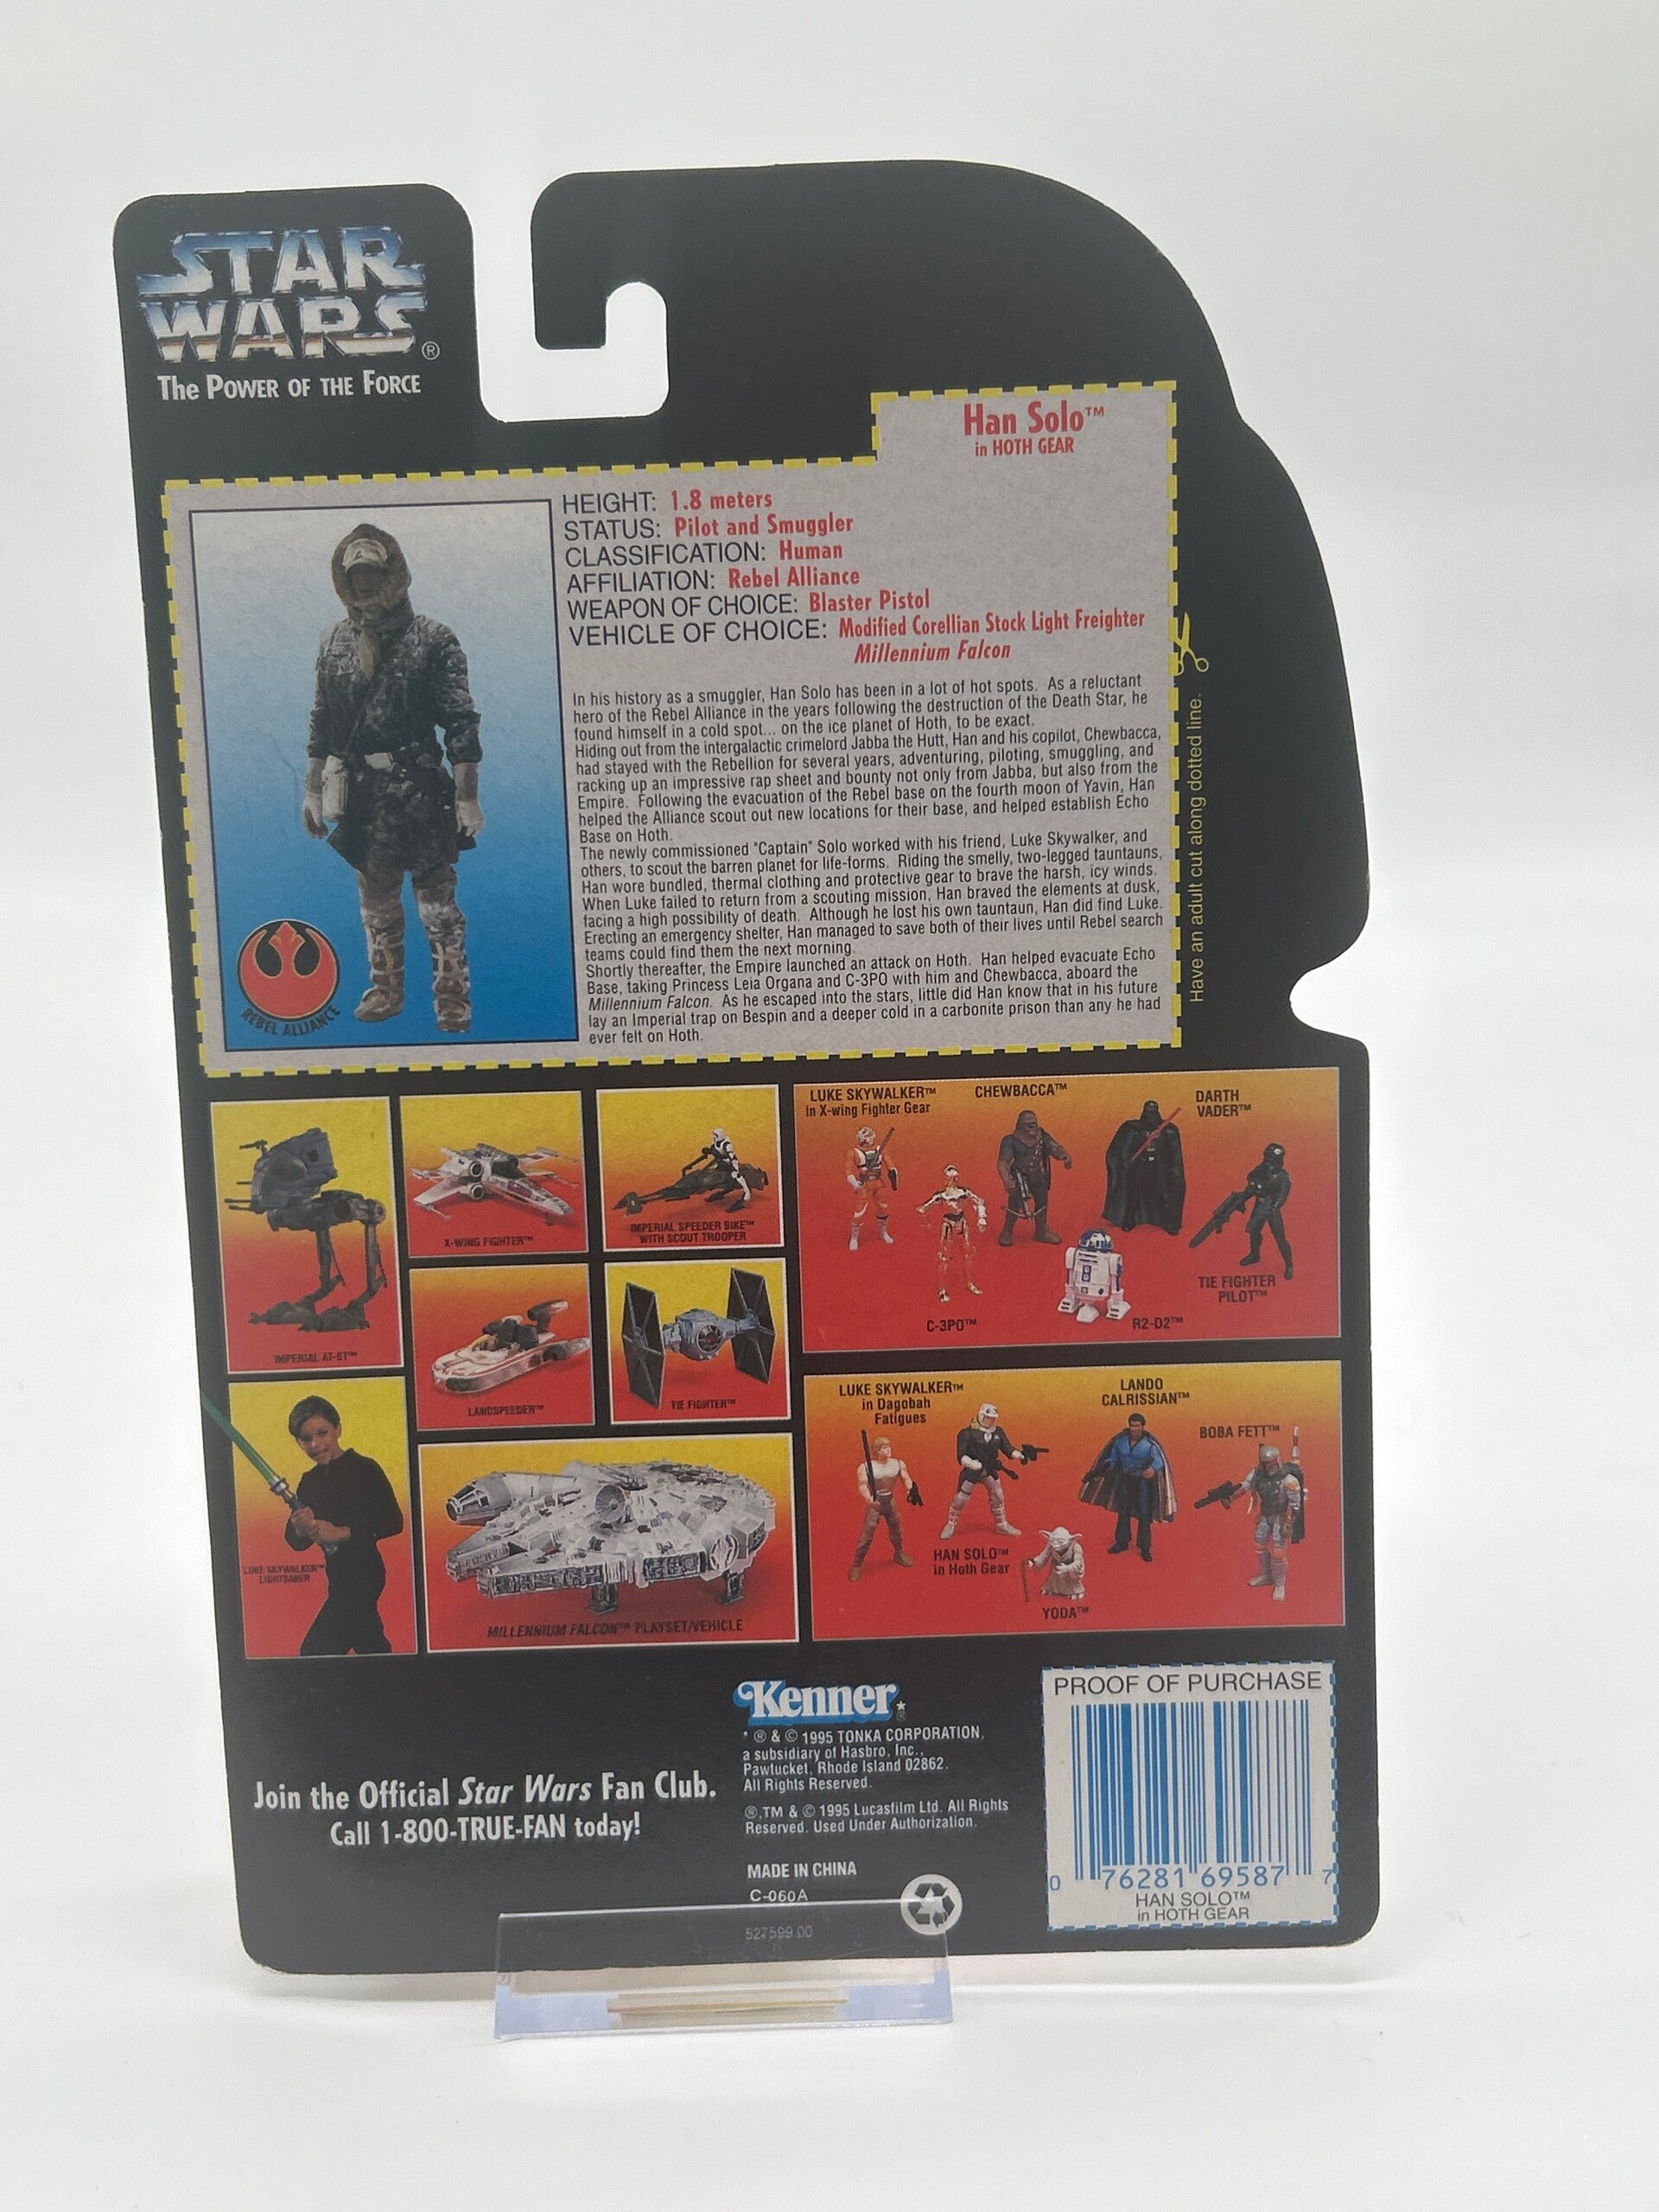 STAR
WARS®
The Power of the Force
Han Solo™
in HOTH GEAR
HEIGHT: 1.8 meters
STATUS: Pilot and Smuggler
CLASSIFICATION: Human
AFFILIATION: Rebel Alliance
WEAPON OF CHOICE: Blaster Pistol
VEHICLE OF CHOICE: Modified Corellian Stock Light Freighter
Millennium Falcon
In his history as a smuggler, Han Solo has been in a lot of hot spots. As a reluctant
hero of the Rebel Alliance in the years following the destruction of the Death Star, he
found himself in a cold spot... on the ice planet of Hoth, to be exact.
Hiding out from the intergalactic crimelord Jabba the Hutt, Han and his copilot, Chewbacca,
had stayed with the Rebellion for several years, adventuring, piloting, smuggling, and
racking up an impressive rap sheet and bounty not only from Jabba, but also from the
Empire. Following the evacuation of the Rebel base on the fourth moon of Yavin, Han
helped the Alliance scout out new locations for their base, and helped establish Echo
Base on Hoth.
The newly commissioned "Captain" Solo worked with his friend, Luke Skywalker, and
others, to scout the barren planet for life-forms. Riding the smelly, two-legged tauntauns,
Han wore bundled, thermal clothing and protective gear to brave the harsh, icy winds.
When Luke failed to return from a scouting mission, Han braved the elements at dusk,
facing a high possibility of death. Although he lost his own tauntaun, Han did find Luke.
Erecting an emergency shelter, Han managed to save both of their lives until Rebel search
teams could find them the next morning.
Shortly thereafter, the Empire launched an attack on Hoth. Han helped evacuate Echo
Base, taking Princess Leia Organa and C-3PO with him and Chewbacca, aboard the
Millennium Falcon. As he escaped into the stars, little did Han know that in his future
lay an Imperial trap on Bespin and a deeper cold in a carbonite prison than any he had
ever felt on Hoth.
REBEL ALLIANCE
Have an adult cut along dotted line.
IMPERIAL AT-ST™
X-WING FIGHTER™
IMPERIAL SPEEDER BIKE™
WITH SCOUT TROOPER
LANDSPEEDER™
TIE FIGHTER™
LUKE SKYWALKER™
LIGHTSABER
MILLENNIUM FALCON™ PLAYSET/VEHICLE
LUKE SKYWALKER™
in X-wing Fighter Gear
CHEWBACCA™
DARTH
VADER™
C-3PO™
R2-D2™
TIE FIGHTER
PILOT™
LUKE SKYWALKER™
in Dagobah
Fatigues
LANDO
CALRISSIAN™
BOBA FETT™
HAN SOLO™
in Hoth Gear
YODA™
Join the Official Star Wars Fan Club.
Call 1-800-TRUE-FAN today!
Kenner*®
* ® & © 1995 TONKA CORPORATION,
a subsidiary of Hasbro, Inc.,
Pawtucket, Rhode Island 02862.
All Rights Reserved.
®,TM & © 1995 Lucasfilm Ltd. All Rights
Reserved. Used Under Authorization.
MADE IN CHINA
C-060A
527599.00
PROOF OF PURCHASE
0 76281 69587 7
HAN SOLO™
in HOTH GEAR